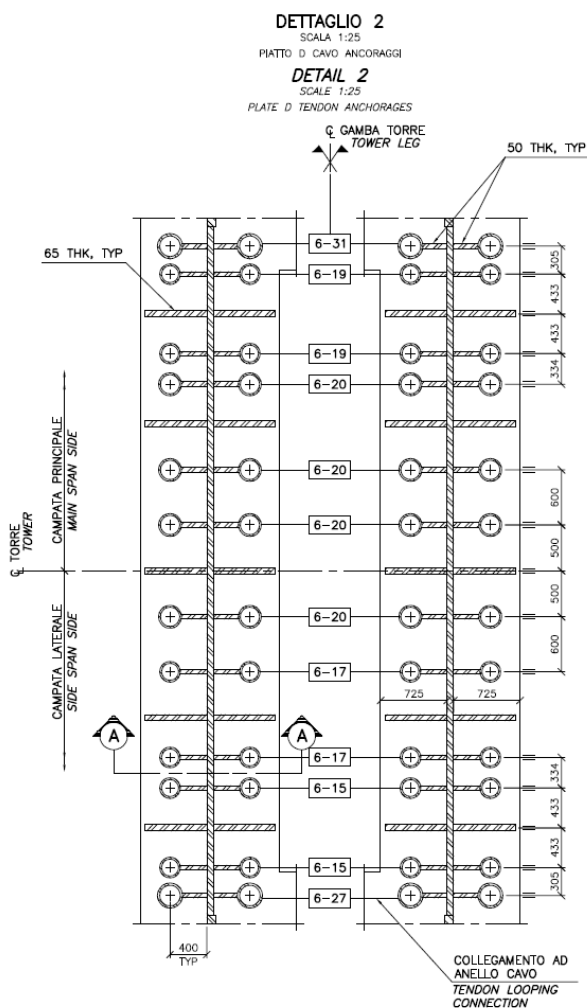 DETTAGLIO 2
SCALA 1:25
PIATTO D CAVO ANCORAGGI
DETAIL 2
SCALE 1:25
PLATE D TENDON ANCHORAGES
℄ GAMBA TORRE
TOWER LEG
50 THK, TYP
65 THK, TYP
6-31
6-19
6-19
6-20
6-20
6-20
6-20
6-17
6-17
6-15
6-15
6-27
305
433
433
334
600
500
500
600
725
725
334
433
433
305
CAMPATA PRINCIPALE
MAIN SPAN SIDE
℄ TORRE
TOWER
CAMPATA LATERALE
SIDE SPAN SIDE
A
A
400
TYP
COLLEGAMENTO AD
ANELLO CAVO
TENDON LOOPING
CONNECTION